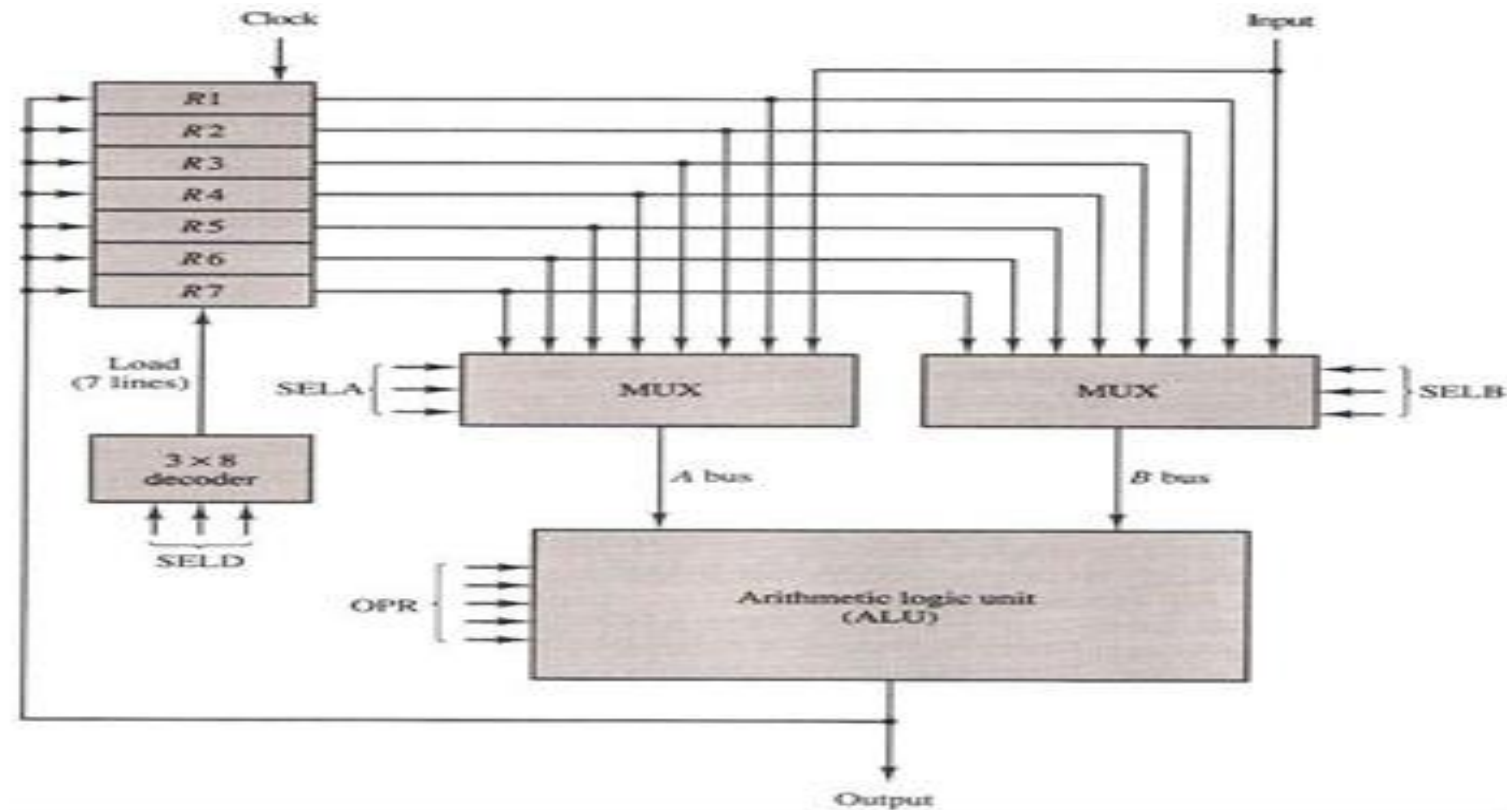 Clock
Input
R1
R2
R3
R4
R5
R6
R7
Load
(7 lines)
SELA
MUX
MUX
SELB
3 × 8
decoder
A bus
B bus
SELD
OPR
Arithmetic logic unit
(ALU)
Output